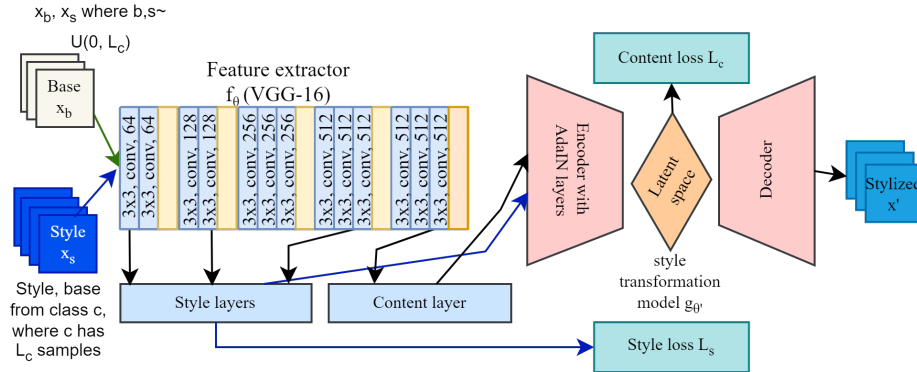 x_b, x_s where b,s~
U(0, L_c)
Base
x_b
Style
x_s
Style, base
from class c,
where c has
L_c samples
Feature extractor
f_θ (VGG-16)
3x3, conv, 64
3x3, conv, 64
3x3, conv, 128
3x3, conv, 128
3x3, conv, 256
3x3, conv, 256
3x3, conv, 256
3x3, conv, 512
3x3, conv, 512
3x3, conv, 512
3x3, conv, 512
3x3, conv, 512
3x3, conv, 512
Style layers
Content layer
Encoder with
AdaIN layers
Content loss L_c
Latent
space
style
transformation
model g_θ'
Style loss L_s
Decoder
Stylized
x'